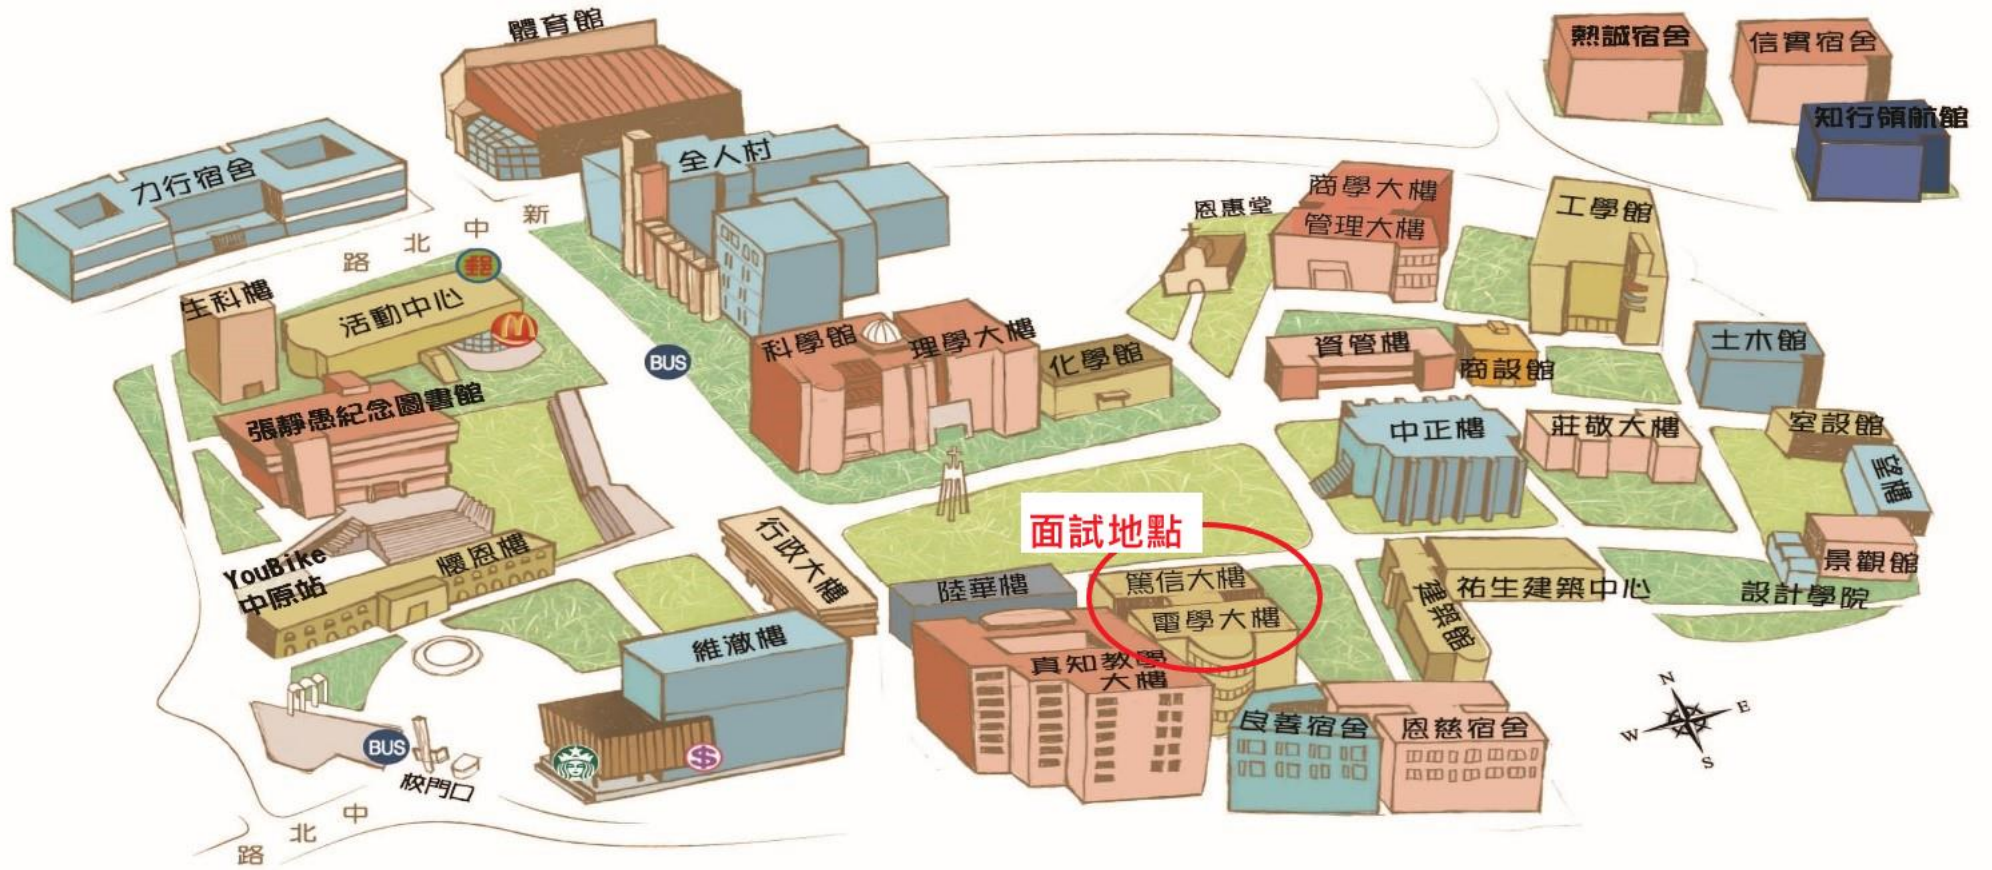 體育館
熱誠宿舍
信實宿舍
知行領航館
力行宿舍
全人村
新中北路
郵
恩惠堂
商學大樓
管理大樓
工學館
生科樓
活動中心
M
BUS
科學館
理學大樓
化學館
資管樓
商設館
土木館
張靜愚紀念圖書館
中正樓
莊敬大樓
室設館
望樓
面試地點
行政大樓
YouBike
中原站
懷恩樓
陸華樓
篤信大樓
電學大樓
建築館
祐生建築中心
景觀館
設計學院
維澈樓
真知教學
大樓
良善宿舍
恩慈宿舍
N
E
W
S
BUS
$
校門口
中北路